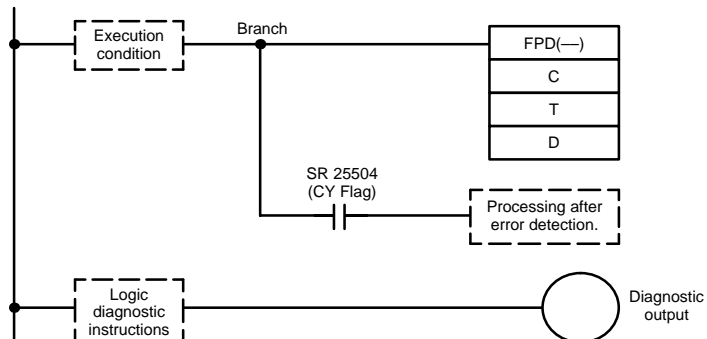 Branch
Execution
condition
FPD(––)
C
T
D
SR 25504
(CY Flag)
Processing after
error detection.
Logic
diagnostic
instructions
Diagnostic
output